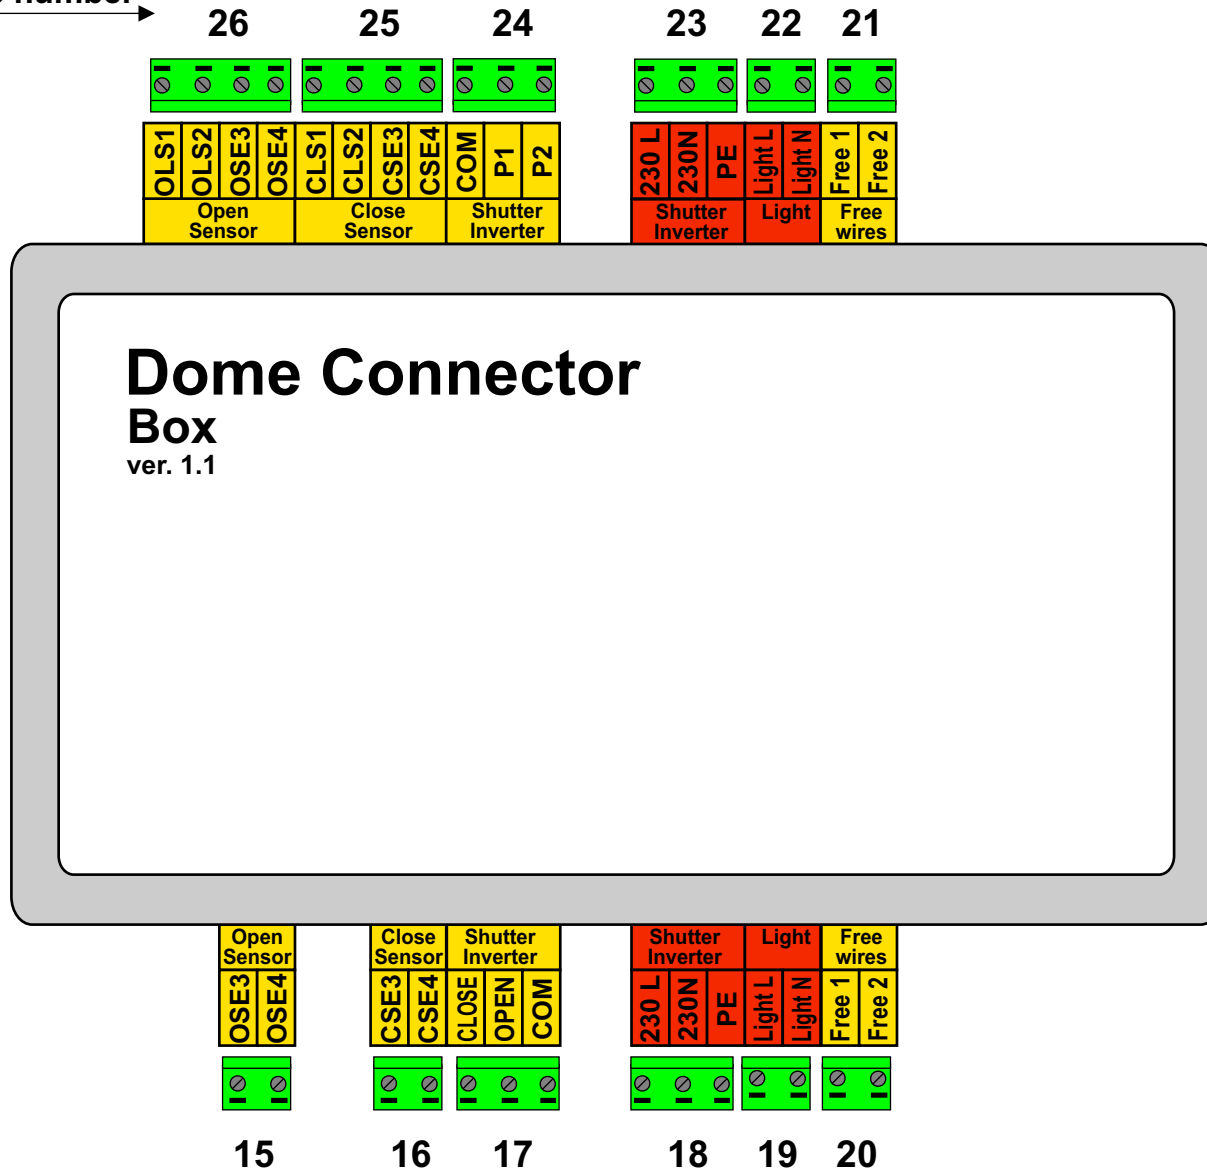 number
26 25 24 23 22 21
OLS1 OLS2 OSE3 OSE4 CLS1 CLS2 CSE3 CSE4 COM P1 P2 230 L 230N PE Light L Light N Free 1 Free 2
Open Close Shutter Shutter Light Free
Sensor Sensor Inverter Inverter wires
Dome Connector
Box
ver. 1.1
Open Close Shutter Shutter Light Free
Sensor Sensor Inverter Inverter wires
OSE3 OSE4 CSE3 CSE4 CLOSE OPEN COM 230 L 230N PE Light L Light N Free 1 Free 2
15 16 17 18 19 20